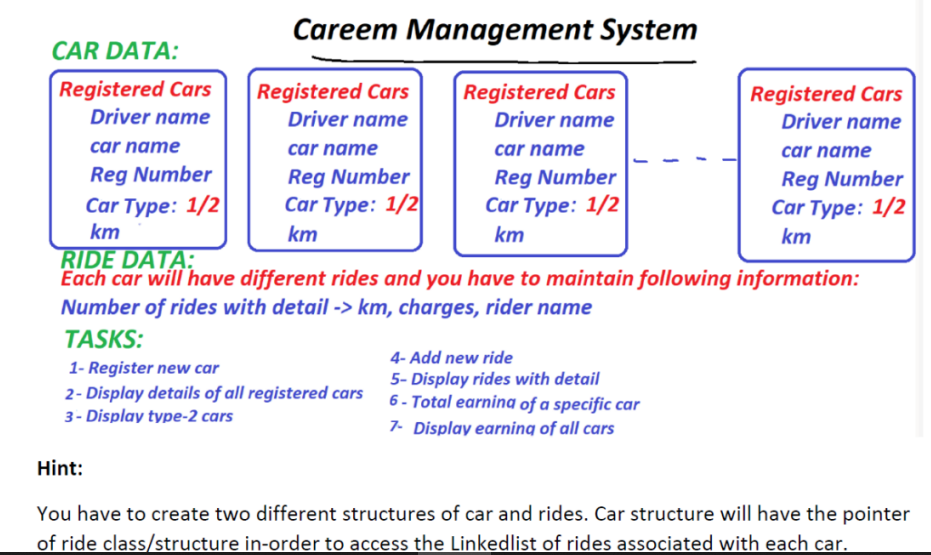 Careem Management System
CAR DATA:
Registered Cars
Driver name
car name
Reg Number
Car Type: 1/2
km
Registered Cars
Driver name
car name
Reg Number
Car Type: 1/2
km
Registered Cars
Driver name
car name
Reg Number
Car Type: 1/2
km
Registered Cars
Driver name
car name
Reg Number
Car Type: 1/2
km
RIDE DATA:
Each car will have different rides and you have to maintain following information:
Number of rides with detail -> km, charges, rider name
TASKS:
1- Register new car
2- Display details of all registered cars
3- Display type-2 cars
4- Add new ride
5- Display rides with detail
6- Total earning of a specific car
7- Display earning of all cars
Hint:
You have to create two different structures of car and rides. Car structure will have the pointer
of ride class/structure in-order to access the Linkedlist of rides associated with each car.